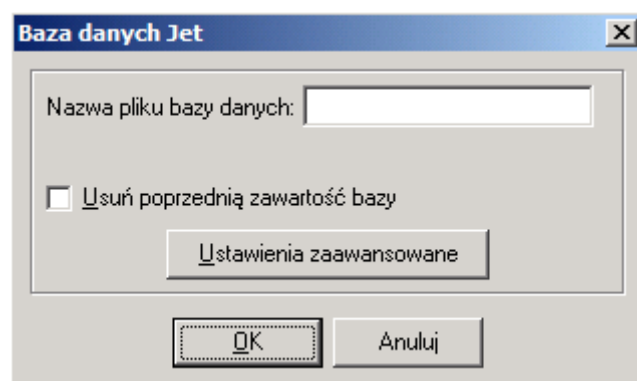 Baza danych Jet
Nazwa pliku bazy danych:
Usuń poprzednią zawartość bazy
Ustawienia zaawansowane
OK Anuluj